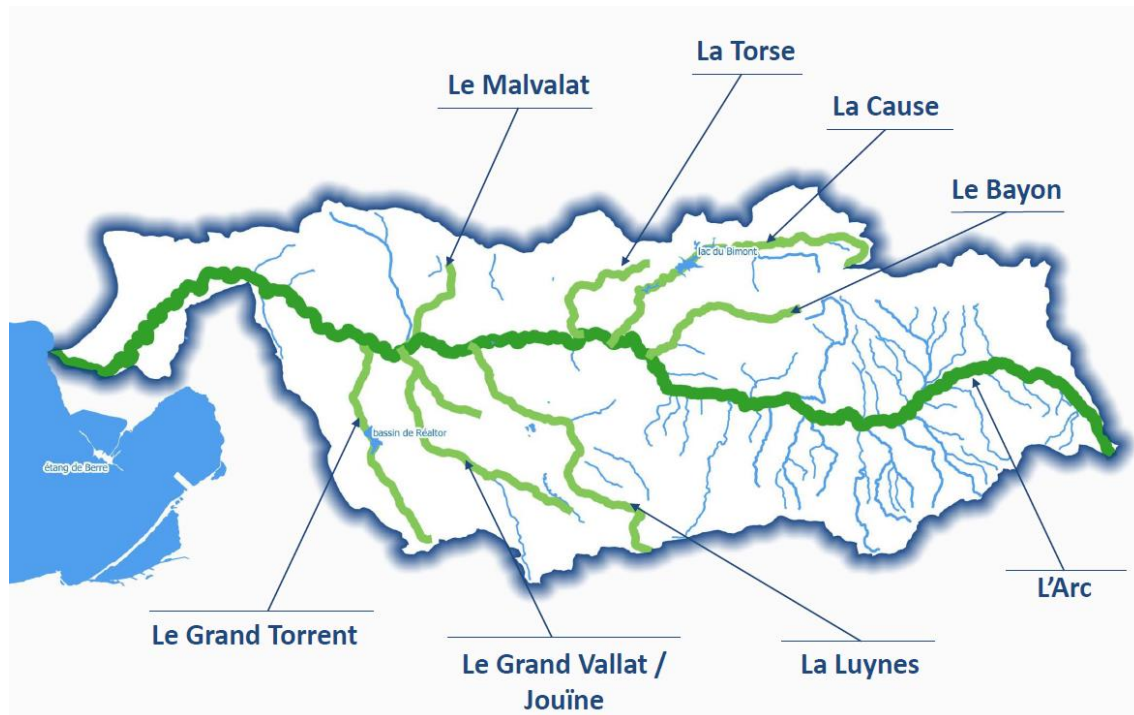 La Torse
Le Malvalat
La Cause
Le Bayon
lac du Bimont
bassin de Réaltor
étang de Berre
L'Arc
Le Grand Torrent
Le Grand Vallat /
Jouïne
La Luynes